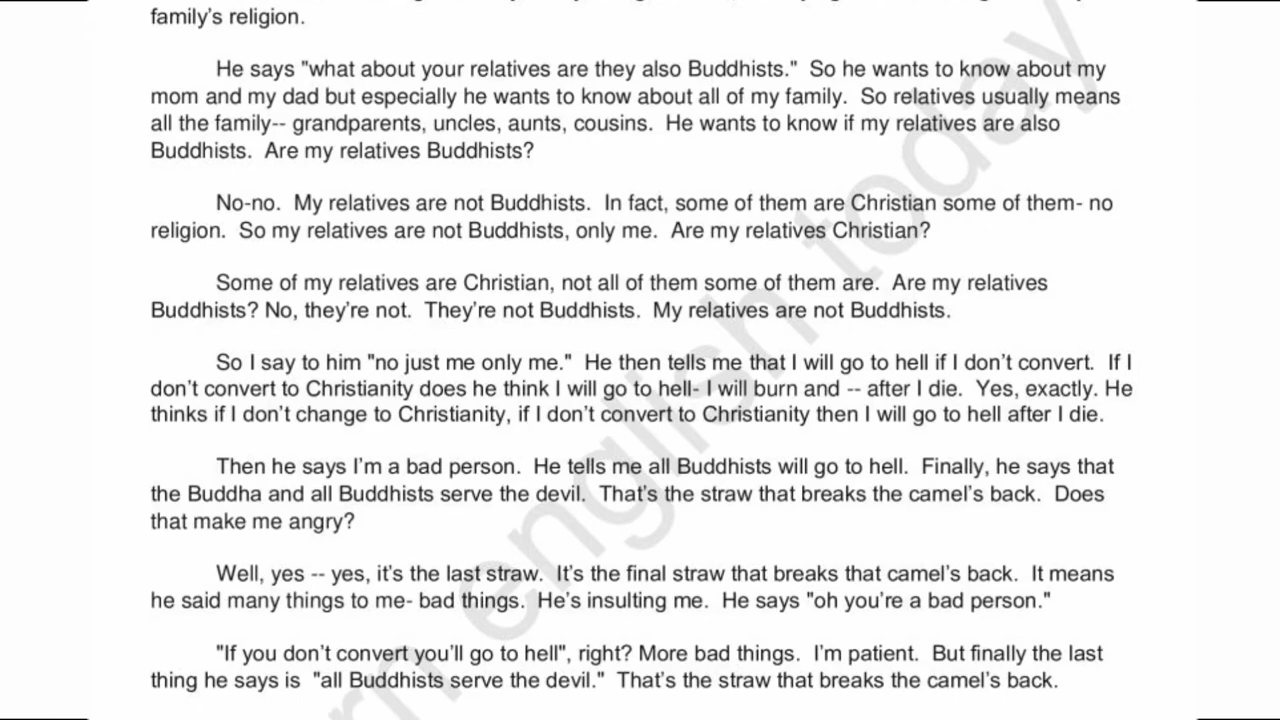 family's religion.
He says "what about your relatives are they also Buddhists."  So he wants to know about my
mom and my dad but especially he wants to know about all of my family.  So relatives usually means
all the family-- grandparents, uncles, aunts, cousins.  He wants to know if my relatives are also
Buddhists.  Are my relatives Buddhists?
No-no.  My relatives are not Buddhists.  In fact, some of them are Christian some of them- no
religion.  So my relatives are not Buddhists, only me.  Are my relatives Christian?
Some of my relatives are Christian, not all of them some of them are.  Are my relatives
Buddhists? No, they're not.  They're not Buddhists.  My relatives are not Buddhists.
So I say to him "no just me only me."  He then tells me that I will go to hell if I don't convert.  If I
don't convert to Christianity does he think I will go to hell- I will burn and -- after I die.  Yes, exactly. He
thinks if I don't change to Christianity, if I don't convert to Christianity then I will go to hell after I die.
Then he says I'm a bad person.  He tells me all Buddhists will go to hell.  Finally, he says that
the Buddha and all Buddhists serve the devil.  That's the straw that breaks the camel's back.  Does
that make me angry?
Well, yes -- yes, it's the last straw.  It's the final straw that breaks that camel's back.  It means
he said many things to me- bad things.  He's insulting me.  He says "oh you're a bad person."
"If you don't convert you'll go to hell", right? More bad things.  I'm patient.  But finally the last
thing he says is  "all Buddhists serve the devil."  That's the straw that breaks the camel's back.
english today